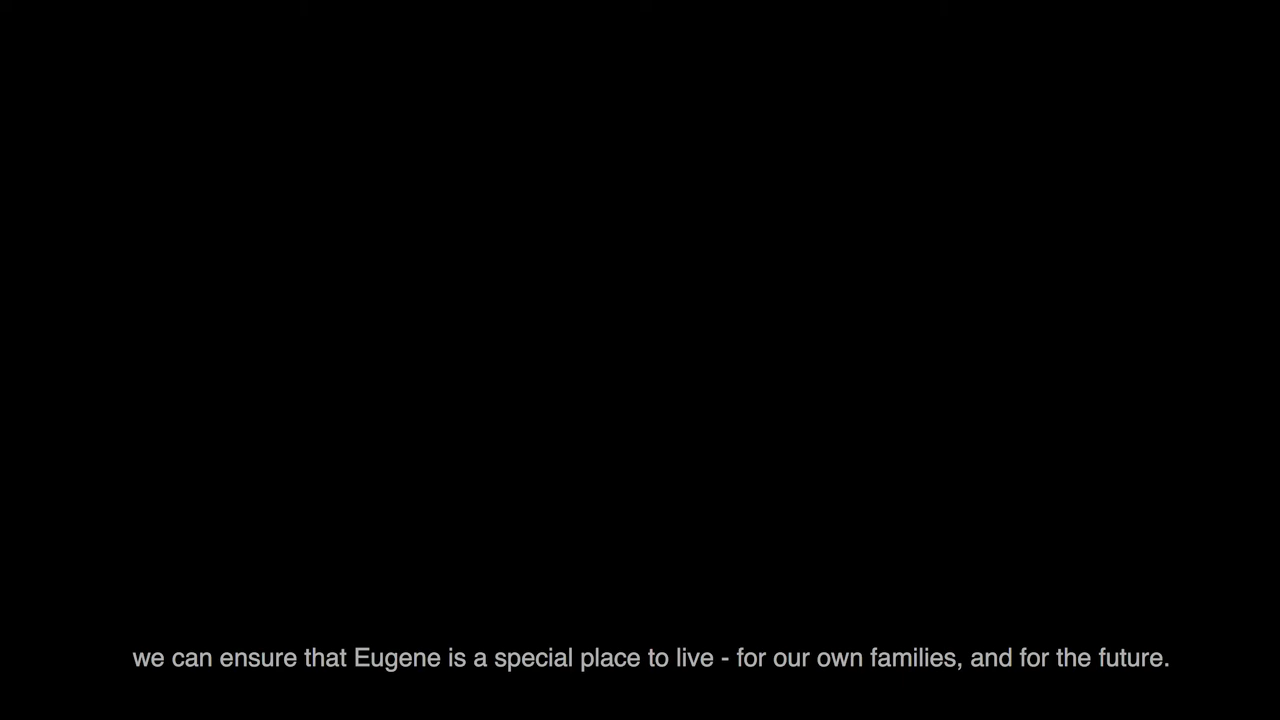 we can ensure that Eugene is a special place to live - for our own families, and for the future.